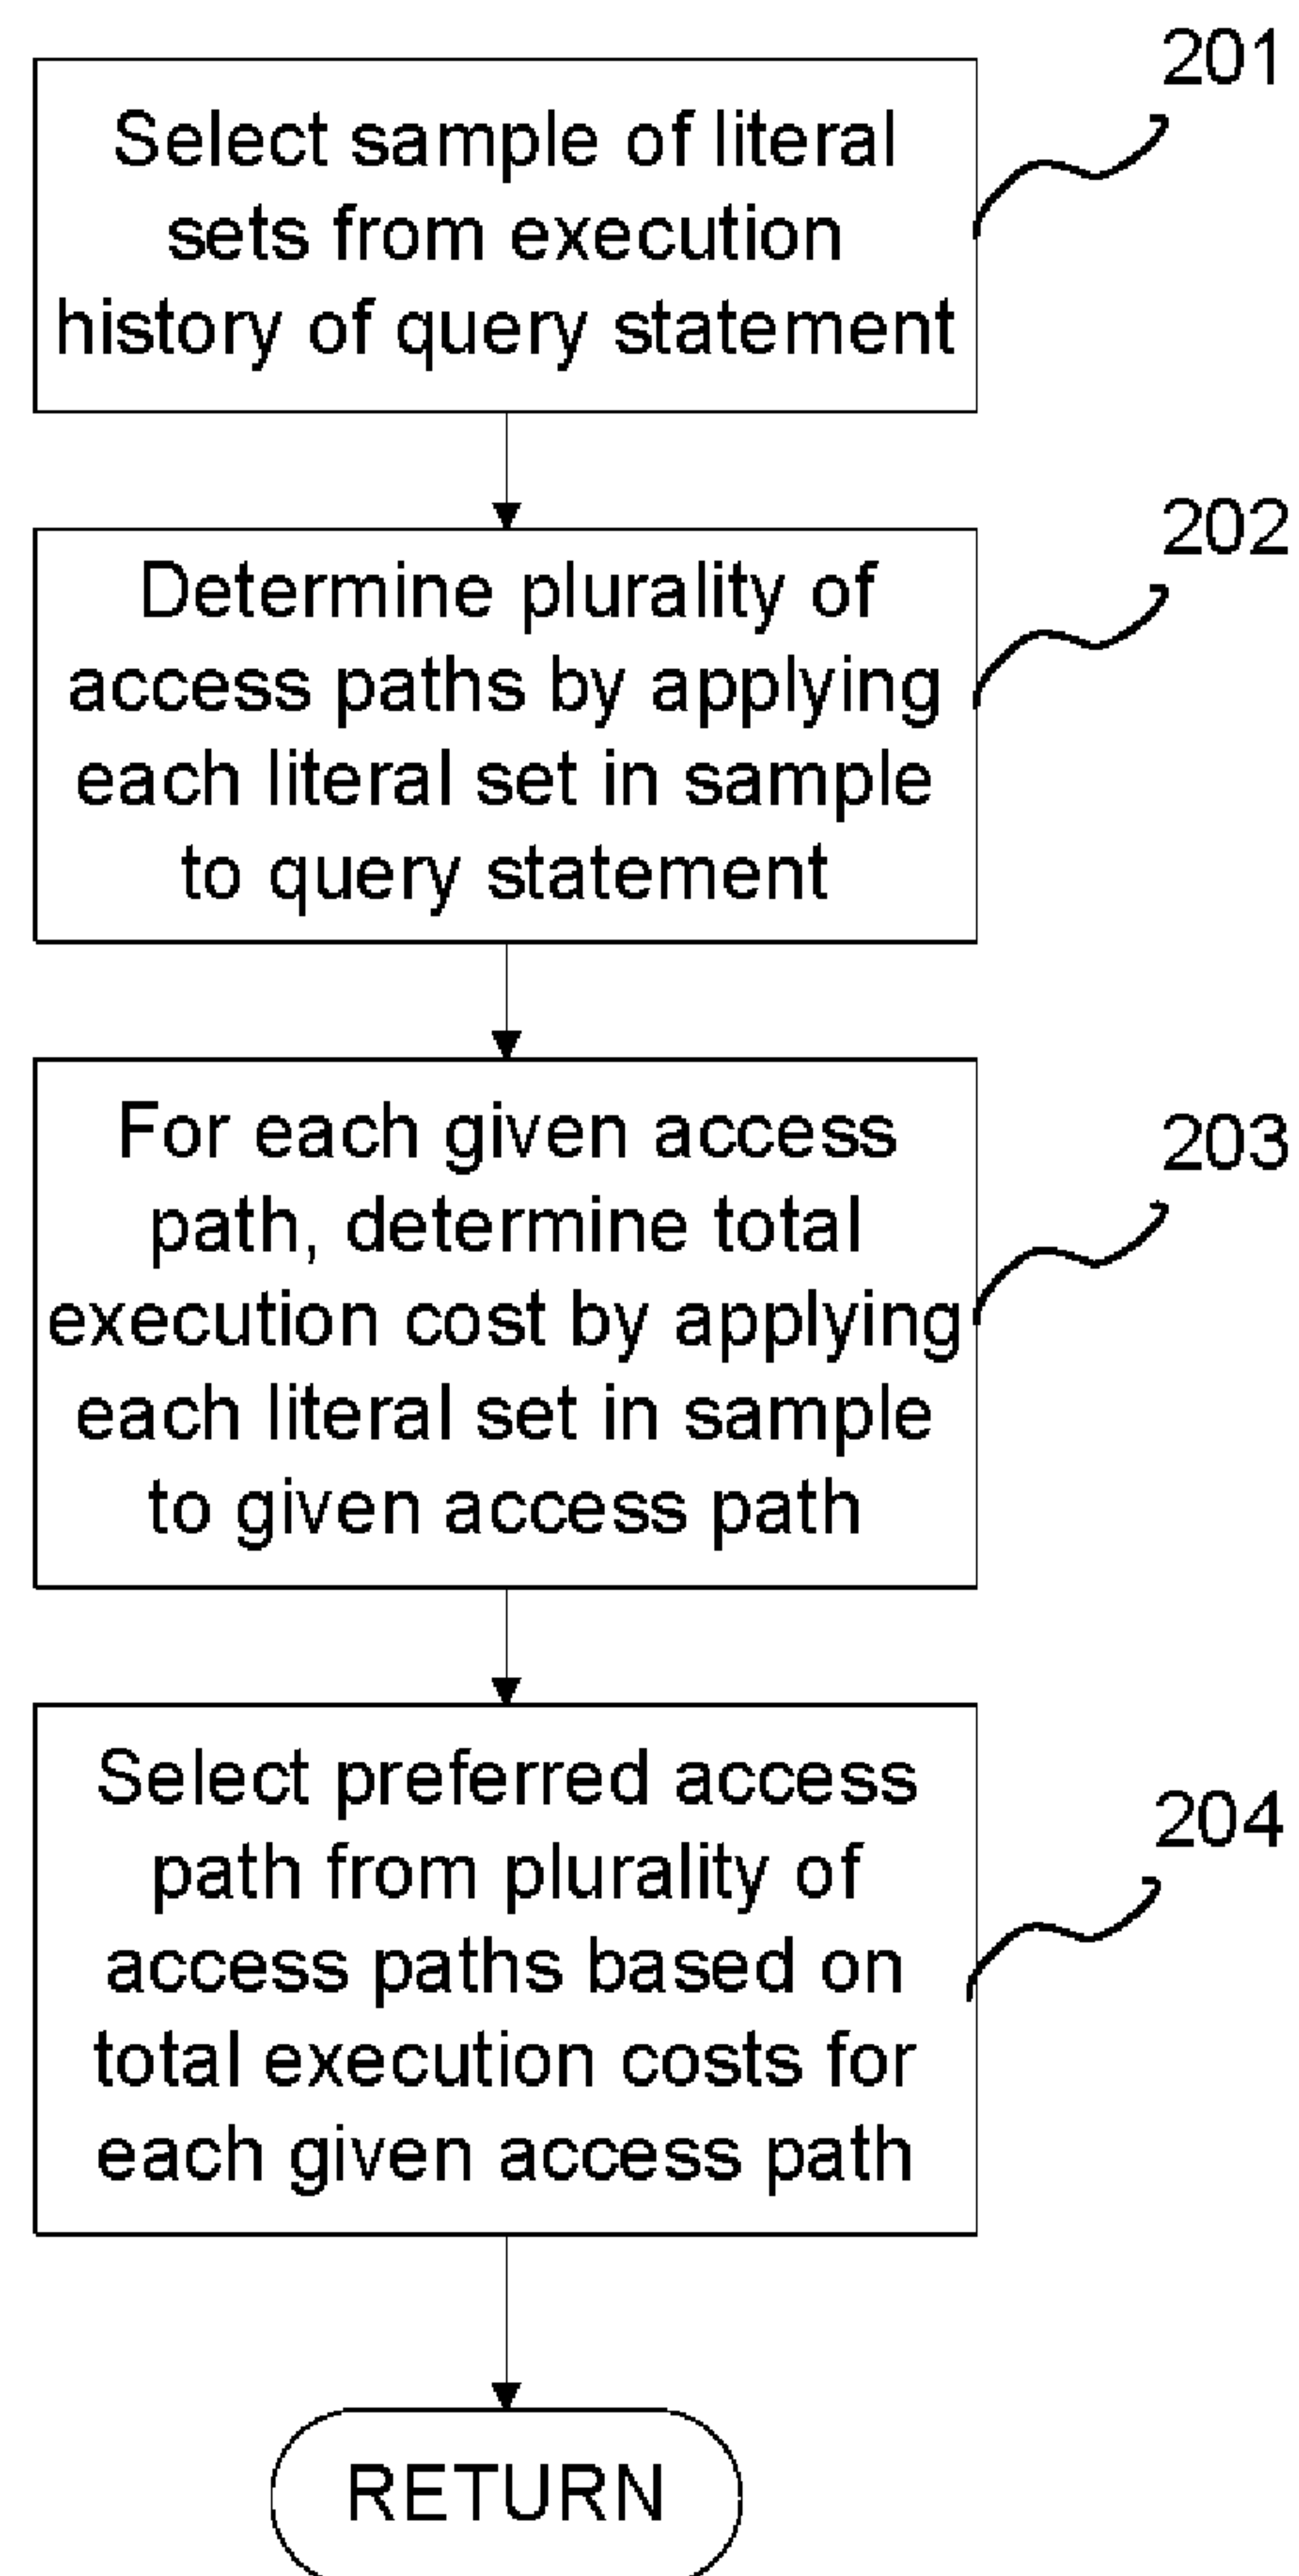 201
Select sample of literal
sets from execution
history of query statement
202
Determine plurality of
access paths by applying
each literal set in sample
to query statement
203
For each given access
path, determine total
execution cost by applying
each literal set in sample
to given access path
204
Select preferred access
path from plurality of
access paths based on
total execution costs for
each given access path
RETURN